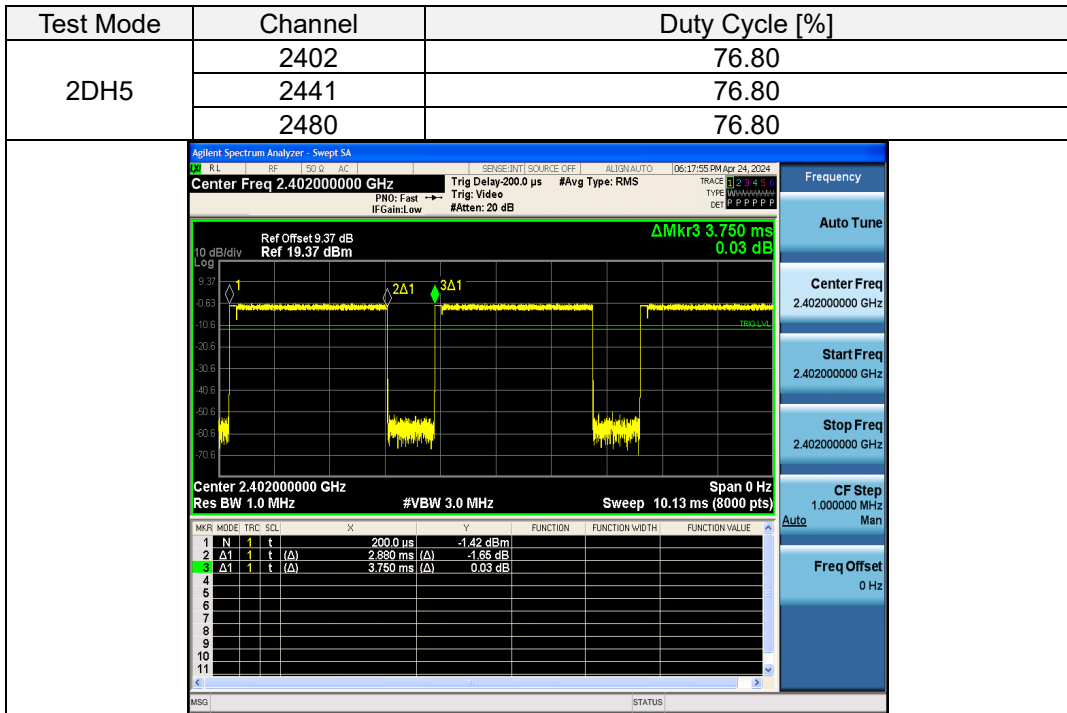 Test Mode Channel Duty Cycle [%]
2DH5 2402 76.80
2441 76.80
2480 76.80
Agilent Spectrum Analyzer - Swept SA
RL RF 50 Ω AC SENSE:INT SOURCE OFF ALIGN AUTO 06:17:55 PM Apr 24, 2024
Center Freq 2.402000000 GHz
PNO: Fast
IFGain:Low
Trig Delay-200.0 µs #Avg Type: RMS
Trig: Video
#Atten: 20 dB
TRACE 1 2 3 4 5 6
TYPE
DET P P P P P P
Ref Offset 9.37 dB
10 dB/div Ref 19.37 dBm
Log
ΔMkr3 3.750 ms
0.03 dB
9.37
-0.63
-10.6
-20.6
-30.6
-40.6
-50.6
-60.6
-70.6
1 2Δ1 3Δ1
TRIG LVL
Center 2.402000000 GHz Span 0 Hz
Res BW 1.0 MHz #VBW 3.0 MHz Sweep 10.13 ms (8000 pts)
MKR MODE TRC SCL X Y FUNCTION FUNCTION WIDTH FUNCTION VALUE
1 N 1 t 200.0 µs -1.42 dBm
2 Δ1 1 t (Δ) 2.880 ms (Δ) -1.65 dB
3 Δ1 1 t (Δ) 3.750 ms (Δ) 0.03 dB
4
5
6
7
8
9
10
11
MSG STATUS
Frequency
Auto Tune
Center Freq
2.402000000 GHz
Start Freq
2.402000000 GHz
Stop Freq
2.402000000 GHz
CF Step
1.000000 MHz
Auto Man
Freq Offset
0 Hz